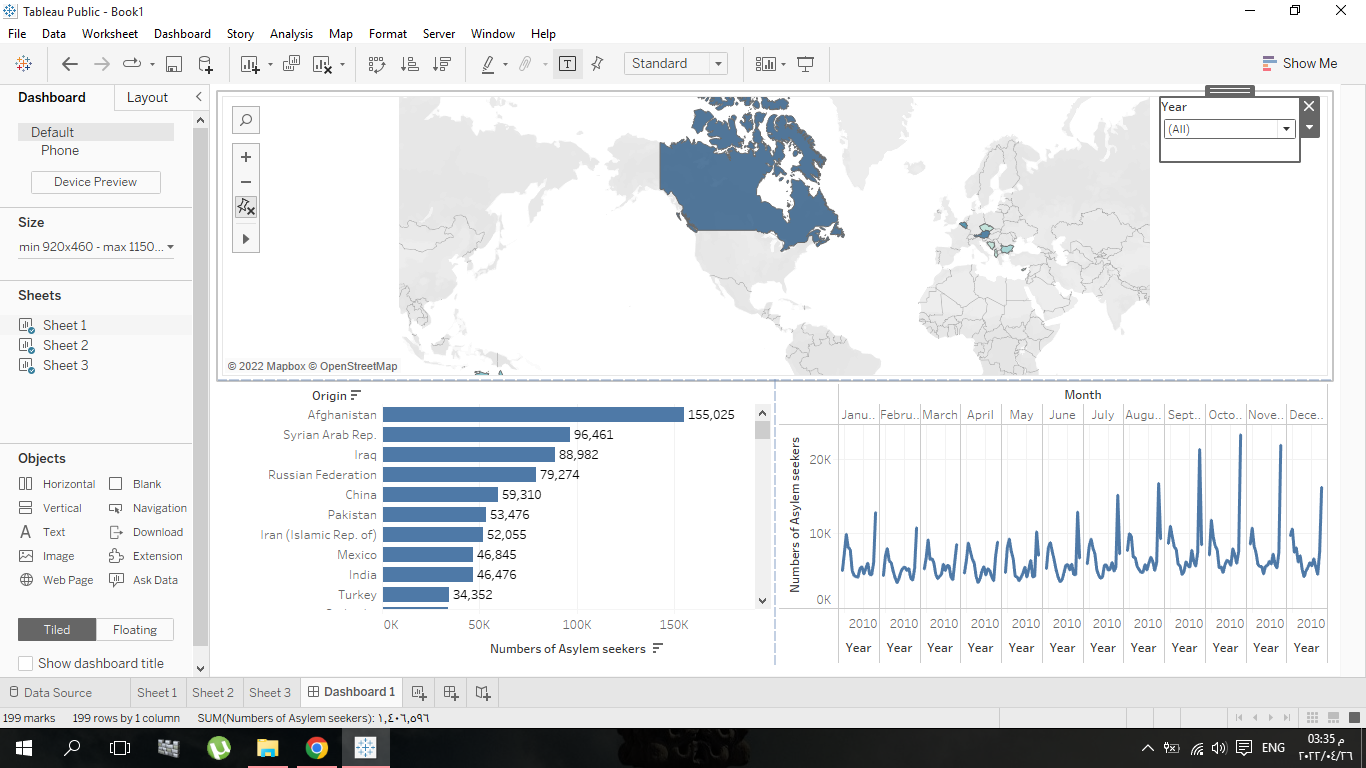 Tableau Public - Book1
File Data Worksheet Dashboard Story Analysis Map Format Server Window Help
Standard
Show Me
Dashboard Layout
Default
Phone
Device Preview
Size
min 920x460 - max 1150...
Sheets
Sheet 1
Sheet 2
Sheet 3
Objects
Horizontal Blank
Vertical Navigation
Text Download
Image Extension
Web Page Ask Data
Tiled Floating
Show dashboard title
Year
(All)
© 2022 Mapbox © OpenStreetMap
Origin
Afghanistan 155,025
Syrian Arab Rep. 96,461
Iraq 88,982
Russian Federation 79,274
China 59,310
Pakistan 53,476
Iran (Islamic Rep. of) 52,055
Mexico 46,845
India 46,476
Turkey 34,352
0K 50K 100K 150K
Numbers of Asylem seekers
Month
Janu.. Febru.. March April May June July Augu.. Sept.. Octo.. Nove.. Dece..
Numbers of Asylem seekers
20K
10K
0K
2010 2010 2010 2010 2010 2010 2010 2010 2010 2010 2010 2010
Year Year Year Year Year Year Year Year Year Year Year Year
Data Source Sheet 1 Sheet 2 Sheet 3 Dashboard 1
199 marks 199 rows by 1 column SUM(Numbers of Asylem seekers): ١,٤٠٦,٥٩٦
ENG
03:35 م
٢٠٢٢/٠٤/٢٦